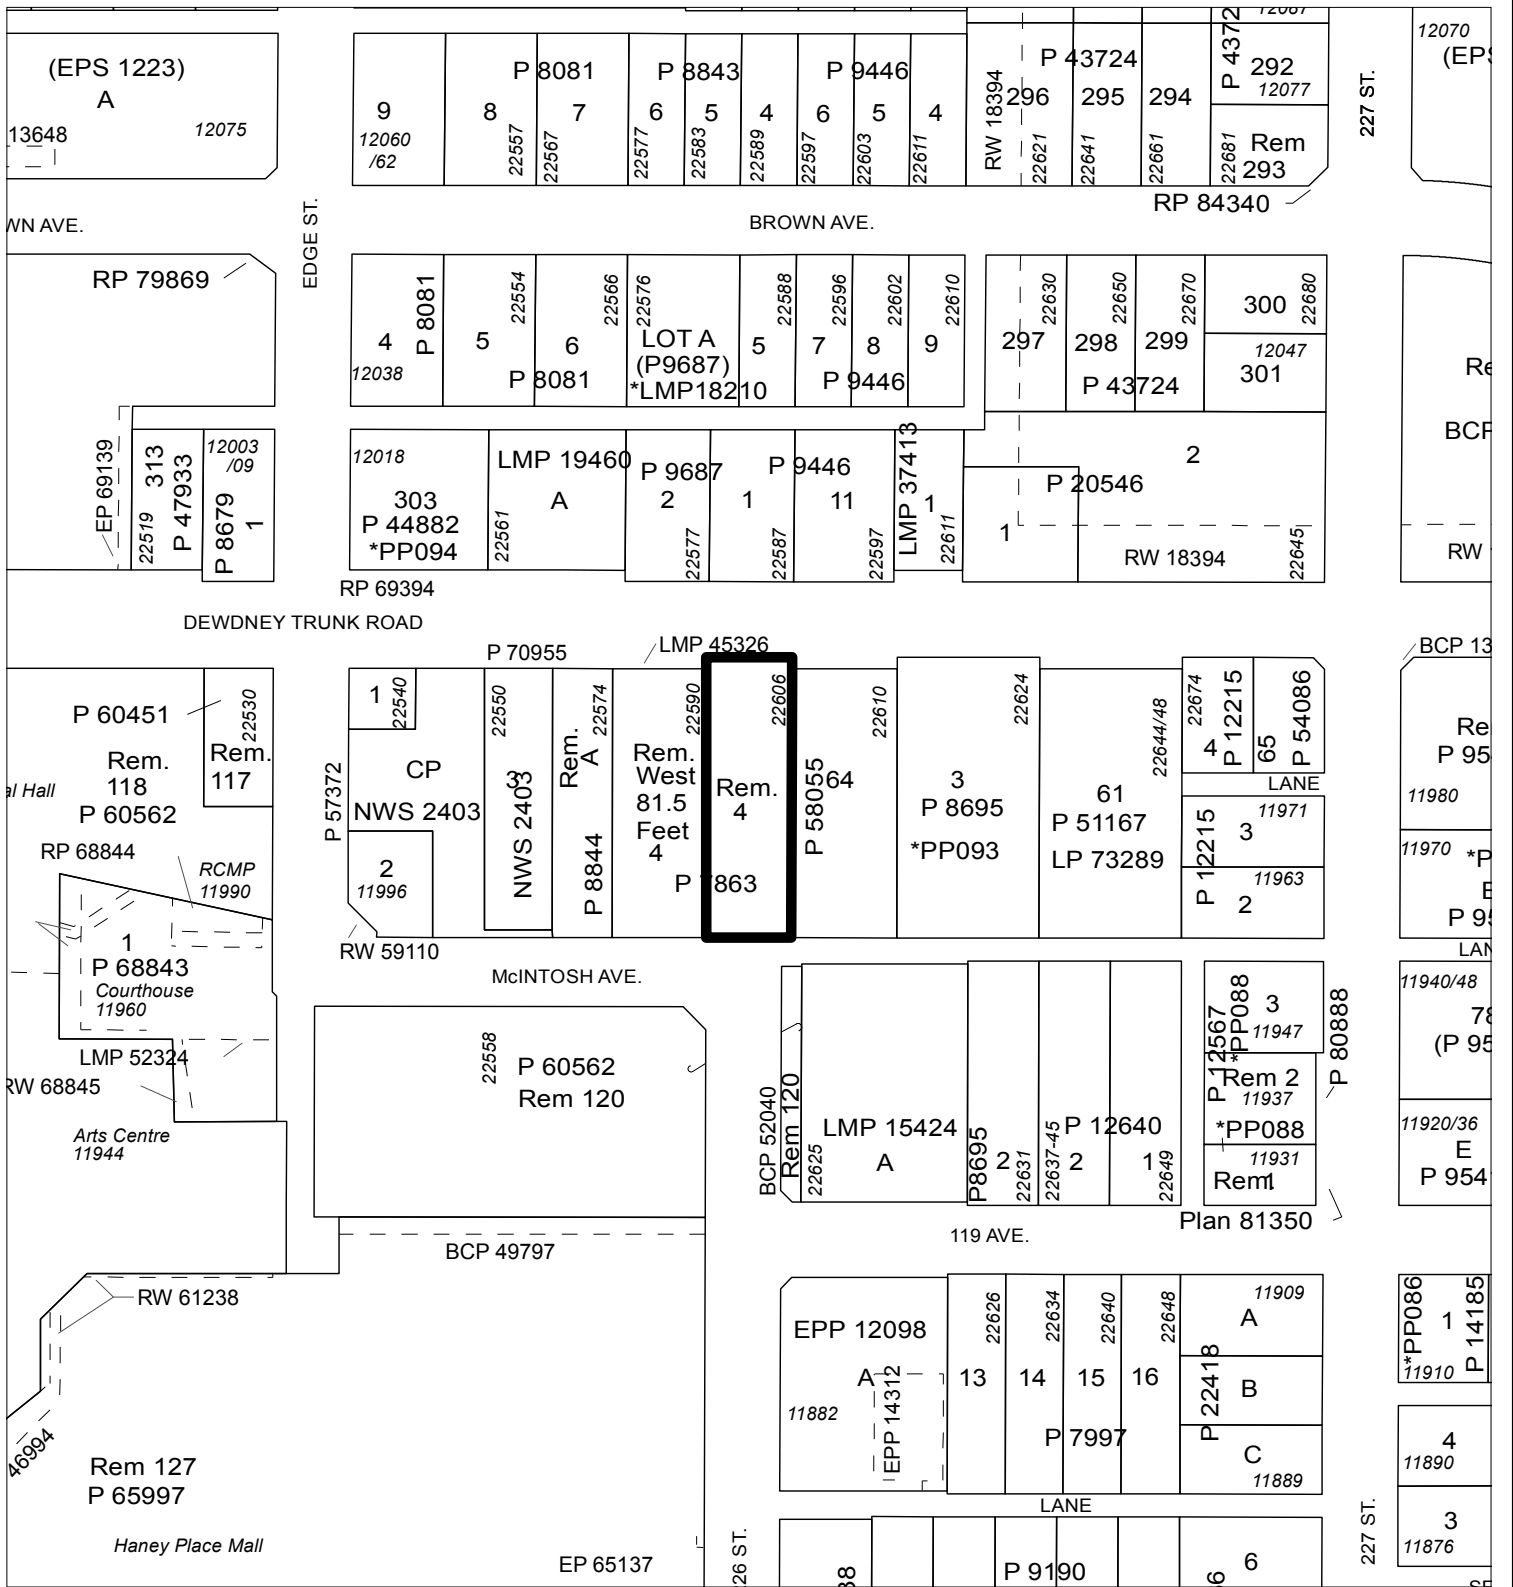 (EPS 1223)
A
13648
12075
9
12060
/62
8
22557
P 8081
7
22567
P 8843
6
22577
5
22583
4
22589
P 9446
6
22597
5
22603
4
22611
RW 18394
296
22621
P 43724
295
22641
294
22661
P 4372
292
12077
22681
Rem
293
227 ST.
12070
RP 84340
WN AVE.
EDGE ST.
BROWN AVE.
RP 79869
4
12038
P 8081
5
22554
6
22566
P 8081
22576
LOT A
(P9687)
*LMP18210
5
22588
7
22596
8
22602
P 9446
9
22610
297
22630
298
22650
299
22670
P 43724
300
22680
12047
301
EP 69139
313
22519
P 47933
12003
/09
P 8679
1
12018
303
P 44882
*PP094
LMP 19460
A
22561
P 9687
2
22577
1
22587
P 9446
11
22597
LMP 37413
1
22611
1
P 20546
2
RW 18394
22645
RW
RP 69394
DEWDNEY TRUNK ROAD
P 70955
LMP 45326
BCP 13
P 60451
22530
Rem.
117
Rem.
118
P 60562
al Hall
RP 68844
RCMP
11990
P 57372
1
22540
CP
NWS 2403
2
11996
22550
3
NWS 2403
22574
Rem.
A
P 8844
22590
Rem.
West
81.5
Feet
4
P 7863
22606
Rem.
4
P 58055
64
22610
22624
3
P 8695
*PP093
22644/48
61
P 51167
LP 73289
22674
4
P 12215
65
P 54086
LANE
P 12215
3
11971
2
11963
P 95
11980
11970
P 95
1
P 68843
Courthouse
11960
RW 59110
McINTOSH AVE.
LMP 52324
RW 68845
Arts Centre
11944
22558
P 60562
Rem 120
BCP 52040
Rem 120
22625
LMP 15424
A
P8695
2
22631
22637-45
P 12640
2
1
22649
P 12567
*PP088
3
11947
Rem 2
11937
*PP088
11931
Rem1
P 80888
Plan 81350
11940/48
78
(P 95
11920/36
E
P 954
BCP 49797
119 AVE.
RW 61238
EPP 12098
A
11882
EPP 14312
22626
13
22634
14
22640
15
P 7997
22648
16
11909
A
P 22418
B
C
11889
*PP086
11910
1
P 14185
4
11890
46994
Rem 127
P 65997
Haney Place Mall
LANE
EP 65137
26 ST.
P 9190
6
227 ST.
3
11876